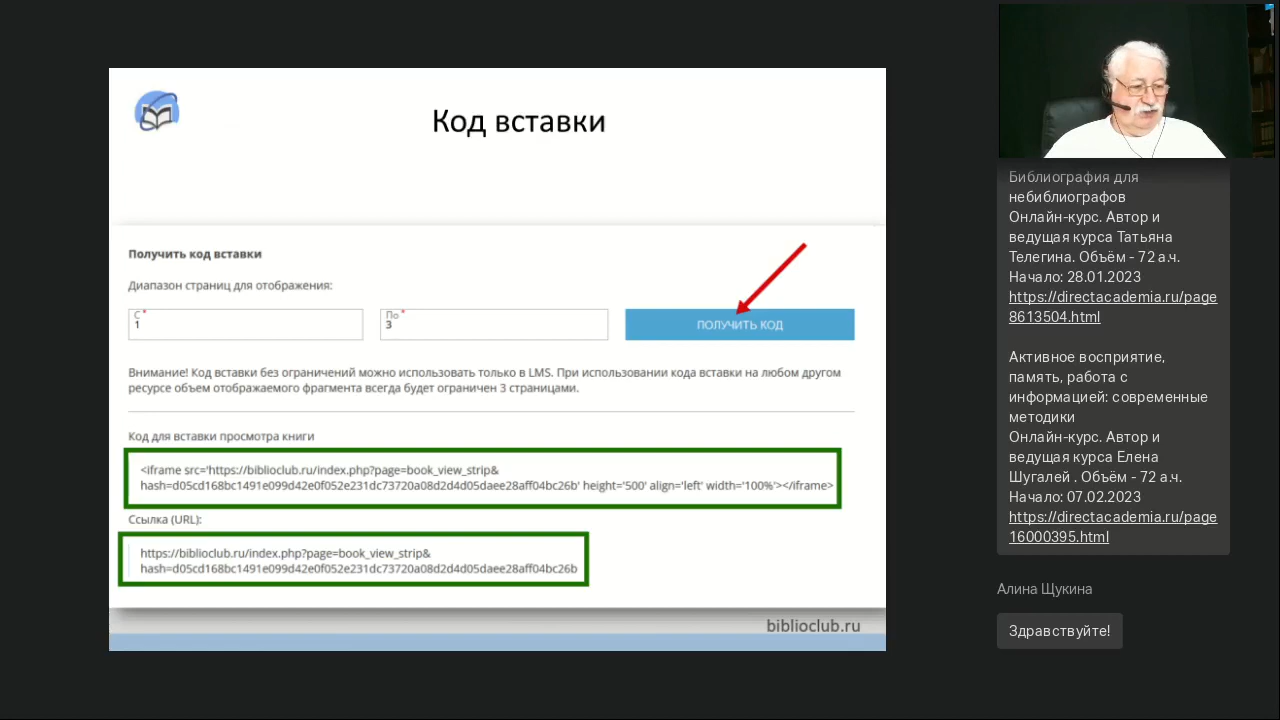 Код вставки
Получить код вставки
Диапазон страниц для отображения:
С *
1
По *
3
ПОЛУЧИТЬ КОД
Внимание! Код вставки без ограничений можно использовать только в LMS. При использовании кода вставки на любом другом
ресурсе объем отображаемого фрагмента всегда будет ограничен 3 страницами.
Код для вставки просмотра книги
<iframe src='https://biblioclub.ru/index.php?page=book_view_strip&
hash=d05cd168bc1491e099d42e0f052e231dc73720a08d2d4d05daee28aff04bc26b' height='500' align='left' width='100%'></iframe>
Ссылка (URL):
https://biblioclub.ru/index.php?page=book_view_strip&
hash=d05cd168bc1491e099d42e0f052e231dc73720a08d2d4d05daee28aff04bc26b
biblioclub.ru
Библиография для
небиблиографов
Онлайн-курс. Автор и
ведущая курса Татьяна
Телегина. Объём - 72 а.ч.
Начало: 28.01.2023
https://directacademia.ru/page
8613504.html
Активное восприятие,
память, работа с
информацией: современные
методики
Онлайн-курс. Автор и
ведущая курса Елена
Шугалей . Объём - 72 а.ч.
Начало: 07.02.2023
https://directacademia.ru/page
16000395.html
Алина Щукина
Здравствуйте!